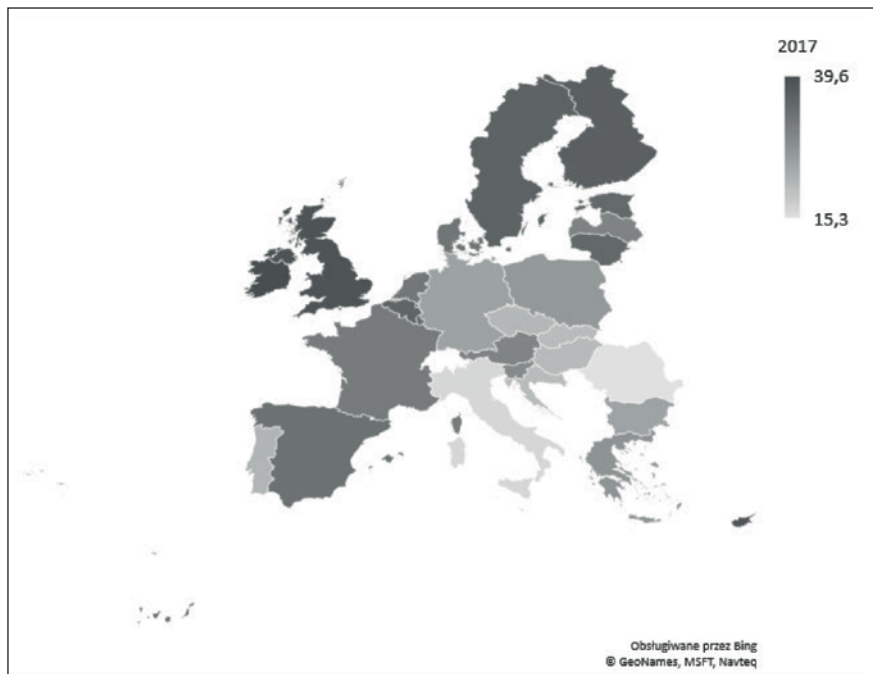 2017
39,6
15,3
Obsługiwane przez Bing
© GeoNames, MSFT, Navteq